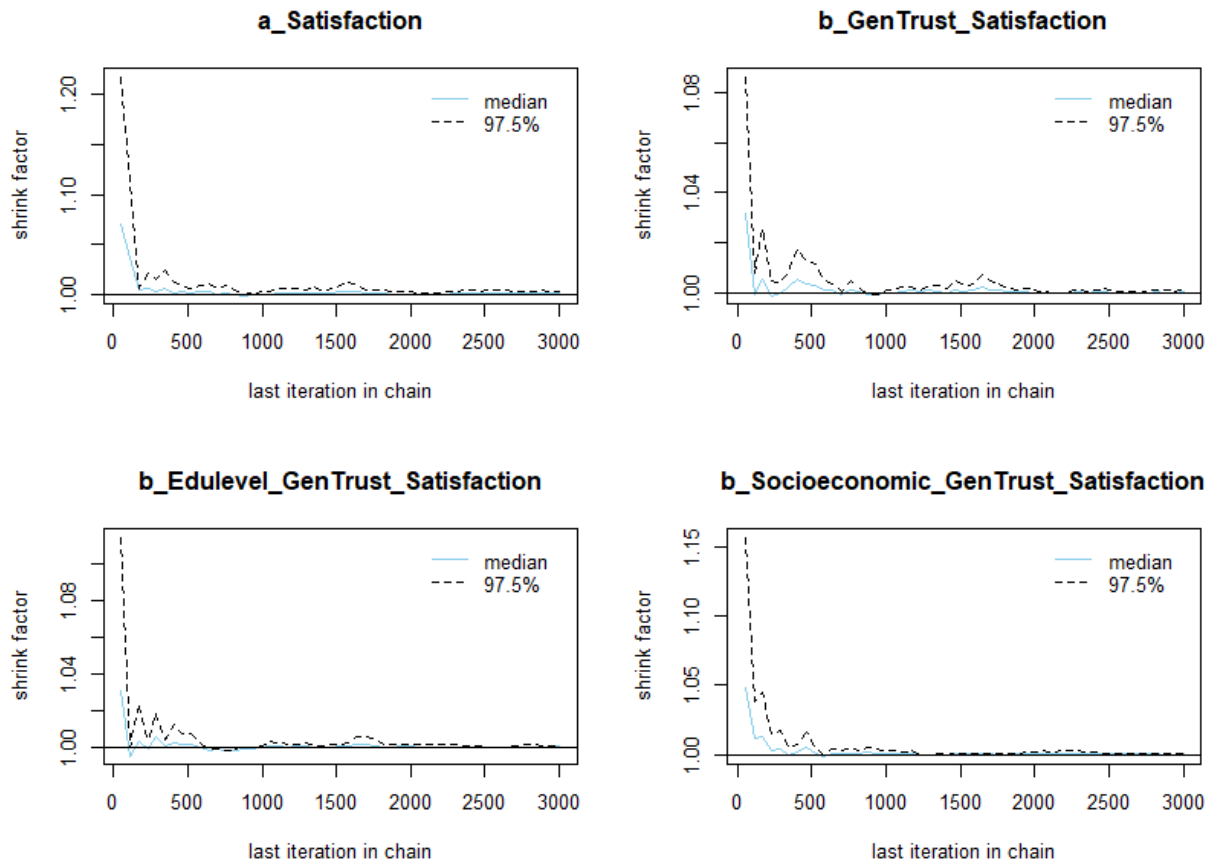 a_Satisfaction
shrink factor
1.00
1.10
1.20
median
97.5%
0 500 1000 1500 2000 2500 3000
last iteration in chain
b_GenTrust_Satisfaction
shrink factor
1.00
1.04
1.08
median
97.5%
0 500 1000 1500 2000 2500 3000
last iteration in chain
b_Edulevel_GenTrust_Satisfaction
shrink factor
1.00
1.04
1.08
median
97.5%
0 500 1000 1500 2000 2500 3000
last iteration in chain
b_Socioeconomic_GenTrust_Satisfaction
shrink factor
1.00
1.05
1.10
1.15
median
97.5%
0 500 1000 1500 2000 2500 3000
last iteration in chain